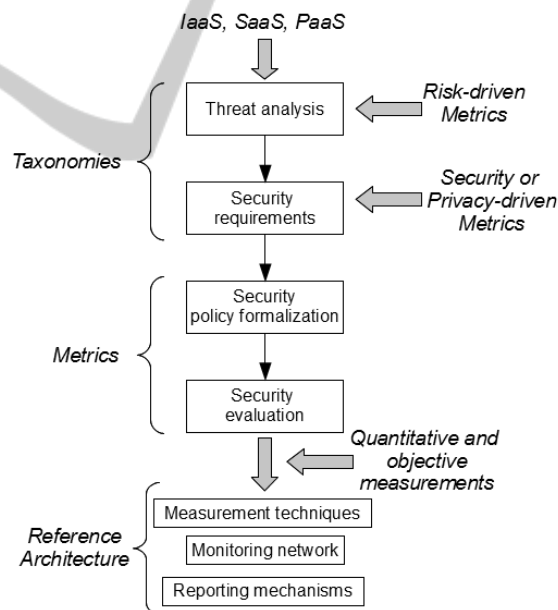 IaaS, SaaS, PaaS
Threat analysis
Risk-driven
Metrics
Taxonomies
Security
requirements
Security or
Privacy-driven
Metrics
Security
policy formalization
Metrics
Security
evaluation
Quantitative and
objective
measurements
Measurement techniques
Reference
Architecture
Monitoring network
Reporting mechanisms